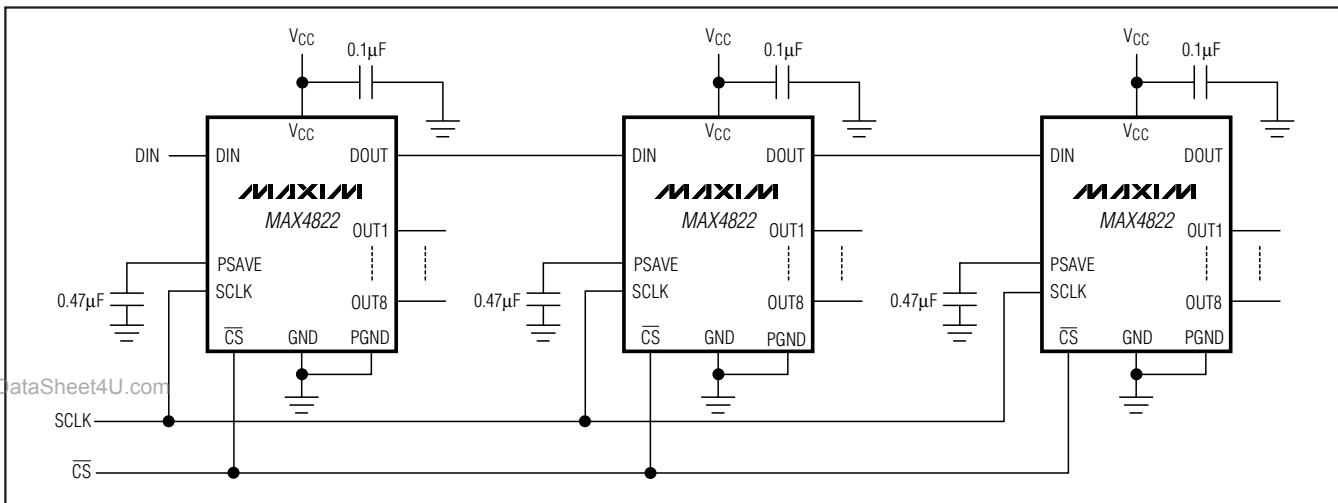 VCC 0.1µF VCC 0.1µF VCC 0.1µF
VCC VCC VCC
DIN DIN DOUT DIN DOUT DIN DOUT
MAXIM MAXIM MAXIM
MAX4822 MAX4822 MAX4822
OUT1 OUT1 OUT1
PSAVE PSAVE PSAVE
0.47µF SCLK 0.47µF SCLK 0.47µF SCLK
OUT8 OUT8 OUT8
CS GND PGND CS GND PGND CS GND PGND
DataSheet4U.com
SCLK
CS